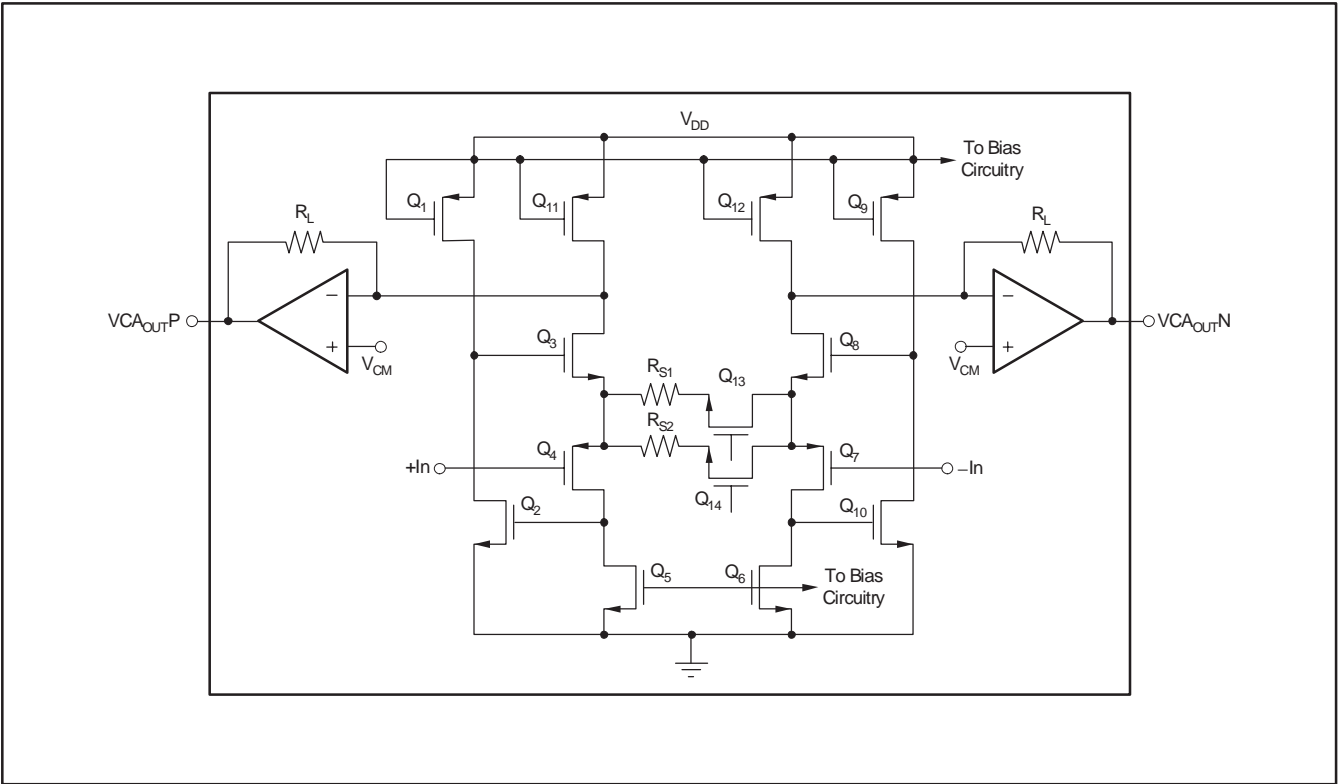 V_DD
To Bias
Circuitry
Q_1
Q_11
Q_12
Q_9
R_L
R_L
−
−
VCA_OUT P
VCA_OUT N
+
V_CM
V_CM
+
Q_3
Q_8
R_S1
Q_13
R_S2
+In
Q_4
Q_7
−In
Q_14
Q_2
Q_10
Q_5
Q_6
To Bias
Circuitry